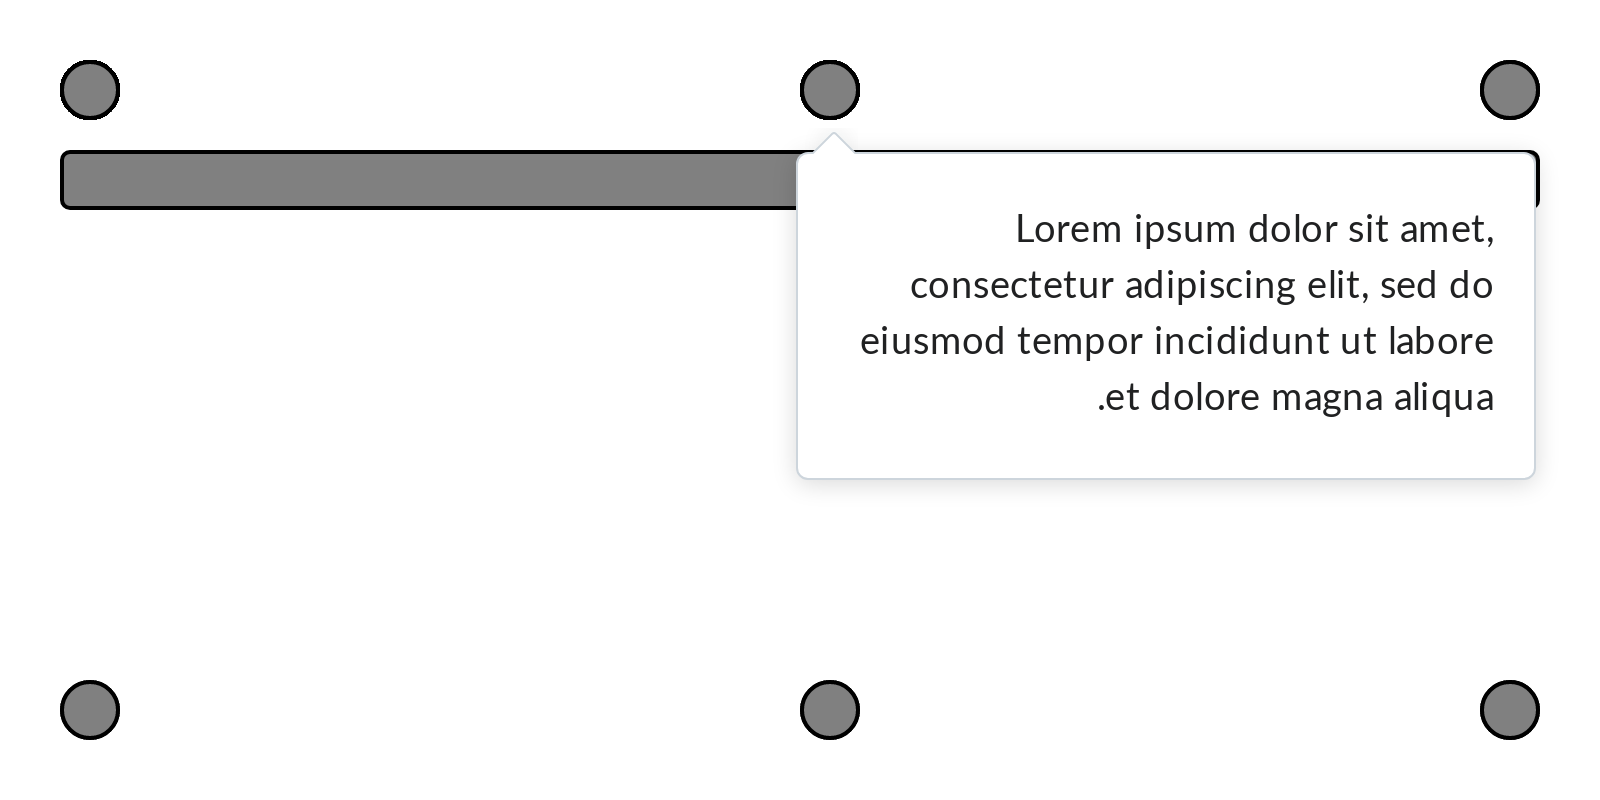 Lorem ipsum dolor sit amet,
consectetur adipiscing elit, sed do
eiusmod tempor incididunt ut labore
.et dolore magna aliqua